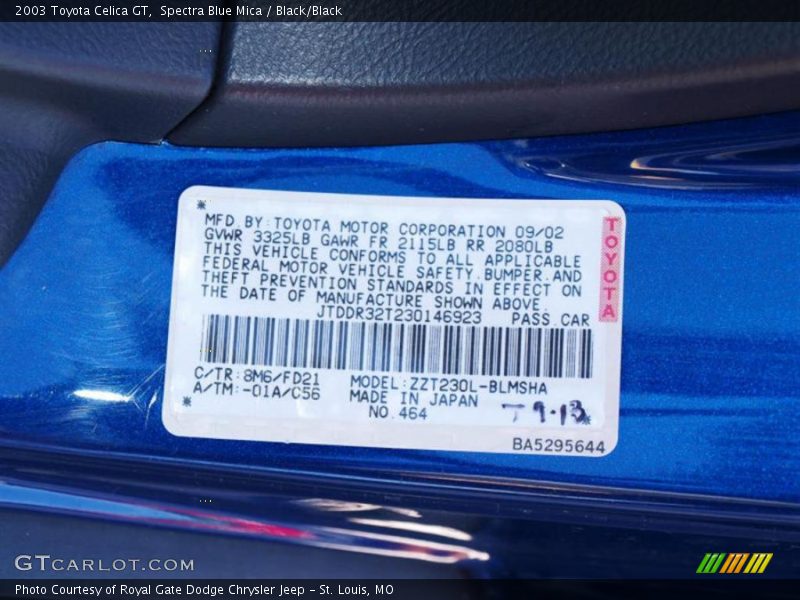 2003 Toyota Celica GT, Spectra Blue Mica / Black/Black
MFD. BY: TOYOTA MOTOR CORPORATION 09/02
GVWR 3325LB GAWR FR 2115LB RR 2080LB
THIS VEHICLE CONFORMS TO ALL APPLICABLE
FEDERAL MOTOR VEHICLE SAFETY.BUMPER.AND
THEFT PREVENTION STANDARDS IN EFFECT ON
THE DATE OF MANUFACTURE SHOWN ABOVE.
JTDDR32T230146923 PASS.CAR
TOYOTA
C/TR:8M6/FD21
A/TM:-01A/C56
MODEL:ZZT230L-BLMSHA
MADE IN JAPAN
NO.464
T 9-13
BA5295644
GTCARLOT.COM
Photo Courtesy of Royal Gate Dodge Chrysler Jeep - St. Louis, MO